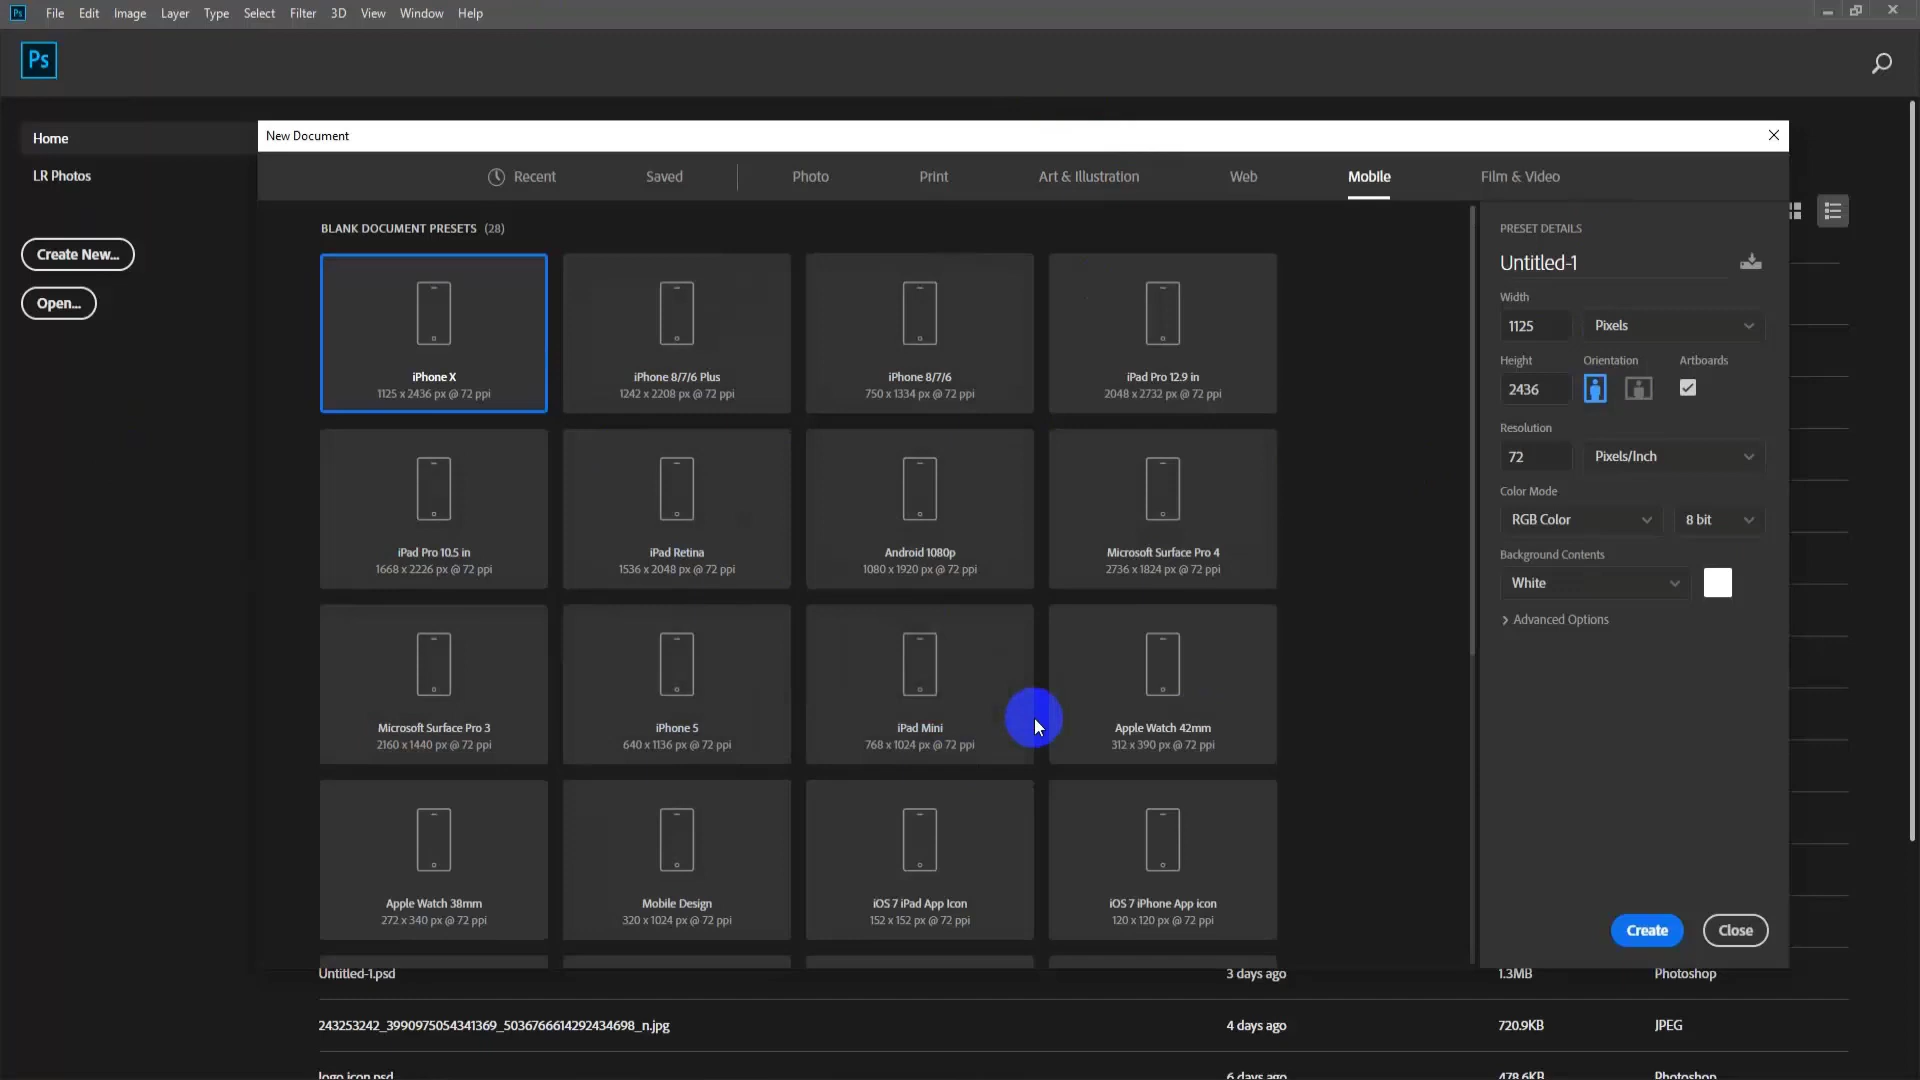 Ps File Edit Image Layer Type Select Filter 3D View Window Help
Ps
Home
LR Photos
Create New...
Open...
New Document
Recent Saved Photo Print Art & Illustration Web Mobile Film & Video
BLANK DOCUMENT PRESETS (28)
iPhone X
1125 x 2436 px @ 72 ppi
iPhone 8/7/6 Plus
1242 x 2208 px @ 72 ppi
iPhone 8/7/6
750 x 1334 px @ 72 ppi
iPad Pro 12.9 in
2048 x 2732 px @ 72 ppi
iPad Pro 10.5 in
1668 x 2226 px @ 72 ppi
iPad Retina
1536 x 2048 px @ 72 ppi
Android 1080p
1080 x 1920 px @ 72 ppi
Microsoft Surface Pro 4
2736 x 1824 px @ 72 ppi
Microsoft Surface Pro 3
2160 x 1440 px @ 72 ppi
iPhone 5
640 x 1136 px @ 72 ppi
iPad Mini
768 x 1024 px @ 72 ppi
Apple Watch 42mm
312 x 390 px @ 72 ppi
Apple Watch 38mm
272 x 340 px @ 72 ppi
Mobile Design
320 x 1024 px @ 72 ppi
iOS 7 iPad App Icon
152 x 152 px @ 72 ppi
iOS 7 iPhone App icon
120 x 120 px @ 72 ppi
PRESET DETAILS
Untitled-1
Width
1125 Pixels
Height Orientation Artboards
2436
Resolution
72 Pixels/Inch
Color Mode
RGB Color 8 bit
Background Contents
White
Advanced Options
Create Close
Untitled-1.psd 3 days ago 1.3MB Photoshop
243253242_3990975054341369_5036766614292434698_n.jpg 4 days ago 720.9KB JPEG
logo icon.psd 6 days ago 478.6KB Photoshop